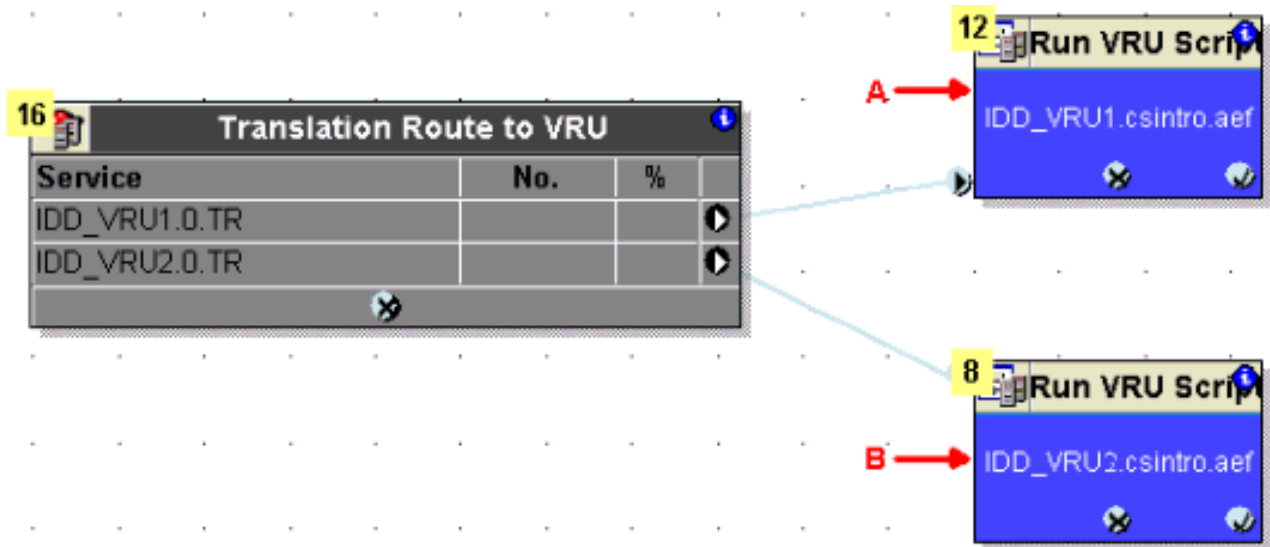 16
Translation Route to VRU
Service No. %
IDD_VRU1.0.TR
IDD_VRU2.0.TR
12
Run VRU Scrip
A
IDD_VRU1.csintro.aef
8
Run VRU Scrip
B
IDD_VRU2.csintro.aef